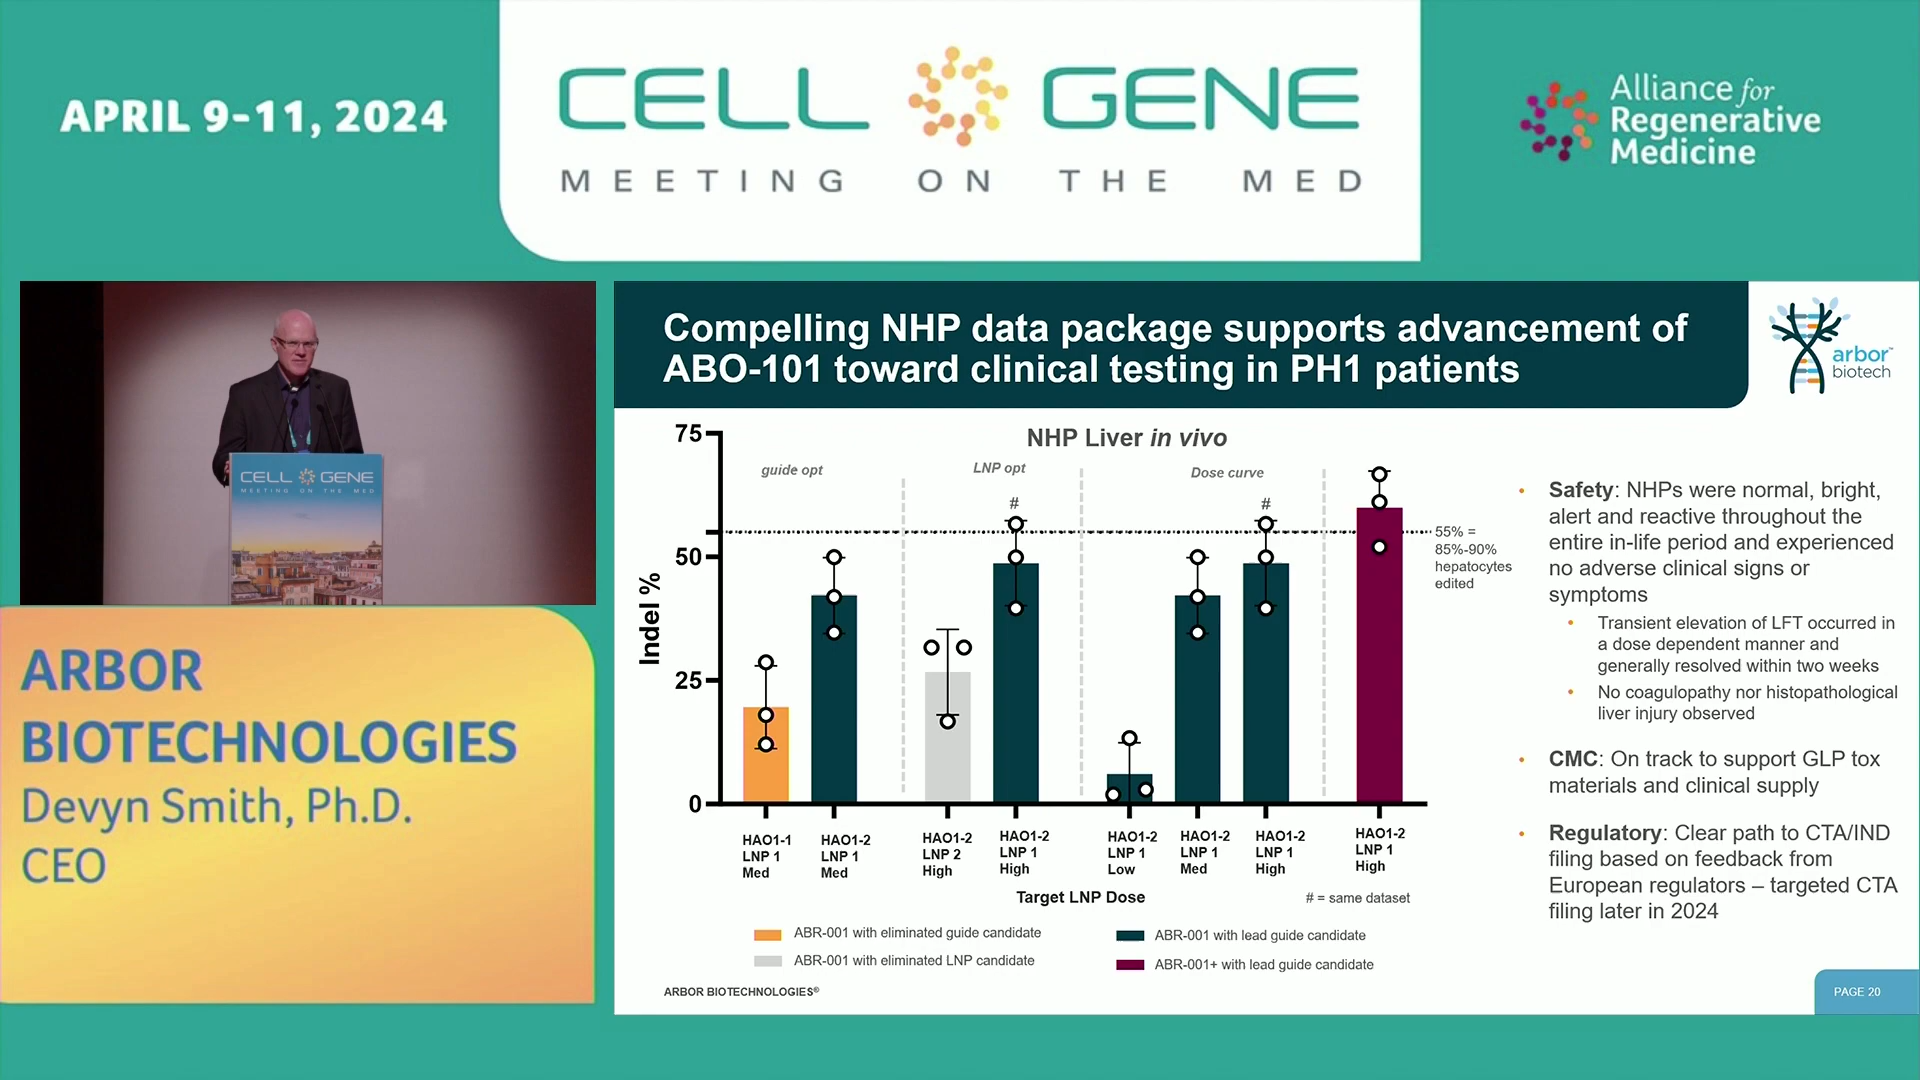 APRIL 9-11, 2024
CELL GENE
MEETING ON THE MED
Alliance for
Regenerative
Medicine
CELL GENE
MEETING ON THE MED
ARBOR
BIOTECHNOLOGIES
Devyn Smith, Ph.D.
CEO
Compelling NHP data package supports advancement of
ABO-101 toward clinical testing in PH1 patients
arbor™
biotech
NHP Liver in vivo
guide opt
LNP opt
Dose curve
#
#
75
50
25
0
Indel %
55% =
85%-90%
hepatocytes
edited
HAO1-1
LNP 1
Med
HAO1-2
LNP 1
Med
HAO1-2
LNP 2
High
HAO1-2
LNP 1
High
HAO1-2
LNP 1
Low
HAO1-2
LNP 1
Med
HAO1-2
LNP 1
High
HAO1-2
LNP 1
High
Target LNP Dose
# = same dataset
ABR-001 with eliminated guide candidate
ABR-001 with eliminated LNP candidate
ABR-001 with lead guide candidate
ABR-001+ with lead guide candidate
• Safety: NHPs were normal, bright,
alert and reactive throughout the
entire in-life period and experienced
no adverse clinical signs or
symptoms
• Transient elevation of LFT occurred in
a dose dependent manner and
generally resolved within two weeks
• No coagulopathy nor histopathological
liver injury observed
• CMC: On track to support GLP tox
materials and clinical supply
• Regulatory: Clear path to CTA/IND
filing based on feedback from
European regulators – targeted CTA
filing later in 2024
ARBOR BIOTECHNOLOGIES®
PAGE 20